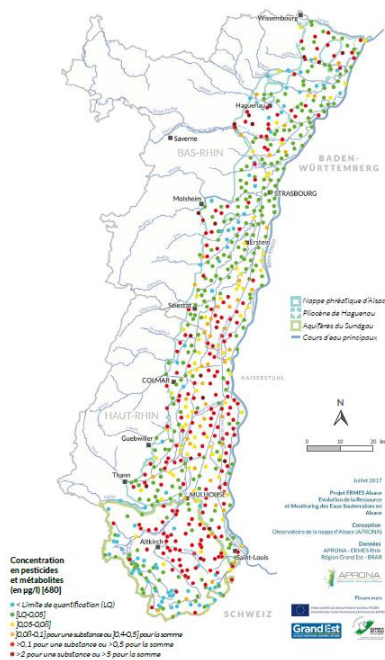 Wissembourg
Haguenau
Saverne
BAS-RHIN
BADEN-
WÜRTTEMBERG
STRASBOURG
Molsheim
Erstein
Sélestat
Nappe phréatique d'Alsace
Pliocène de Haguenau
Aquifères du Sundgau
Cours d'eau principaux
KAISERSTUHL
COLMAR
HAUT-RHIN
N
Guebwiller
0 10 20 km
Thann
Juillet 2017
MULHOUSE
Projet ERMES Alsace
Evolution de la Ressource
et Monitoring des Eaux Souterraines en
Alsace
Conception
Observatoire de la nappe d'Alsace (APRONA)
Altkirch
Saint-Louis
Données
APRONA - ERMES Rhin
Région Grand Est - BRAR
APRONA
Concentration
en pesticides
et métabolites
(en µg/l) [680]
Financeurs
< Limite de quantification (LQ)
[LQ-0,05]
]0,05-0,08]
]0,08-0,1] pour une substance ou ]0,4-0,5] pour la somme
>0,1 pour une substance ou >0,5 pour la somme
>2 pour une substance ou >5 pour la somme
SCHWEIZ
Grand Est